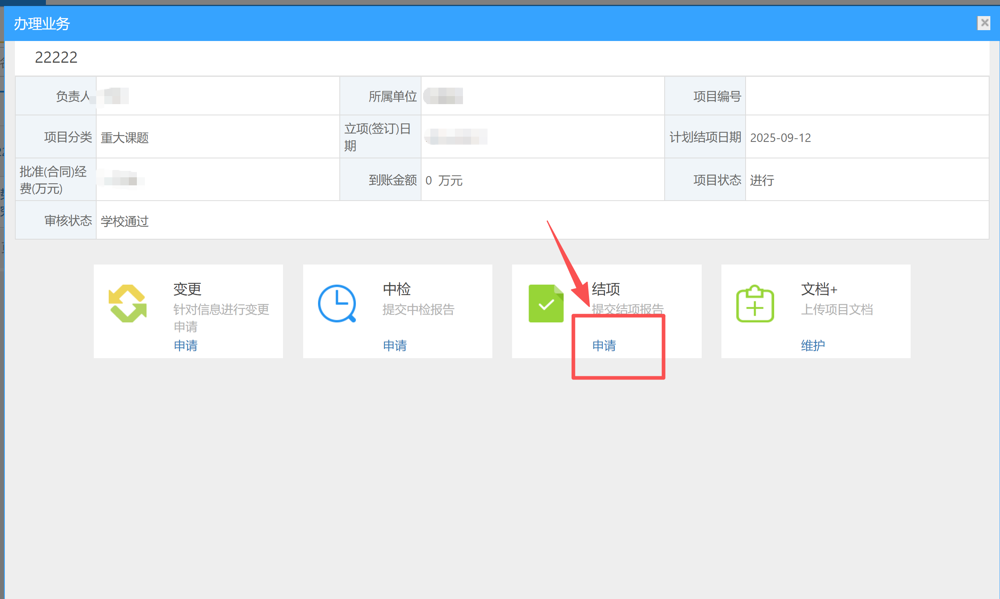 办理业务
22222
负责人
所属单位
项目编号
项目分类 重大课题
立项(签订)日
期
计划结项日期 2025-09-12
批准(合同)经
费(万元)
到账金额 0 万元
项目状态 进行
审核状态 学校通过
变更
针对信息进行变更
申请
申请
中检
提交中检报告
申请
结项
提交结项报告
申请
文档+
上传项目文档
维护